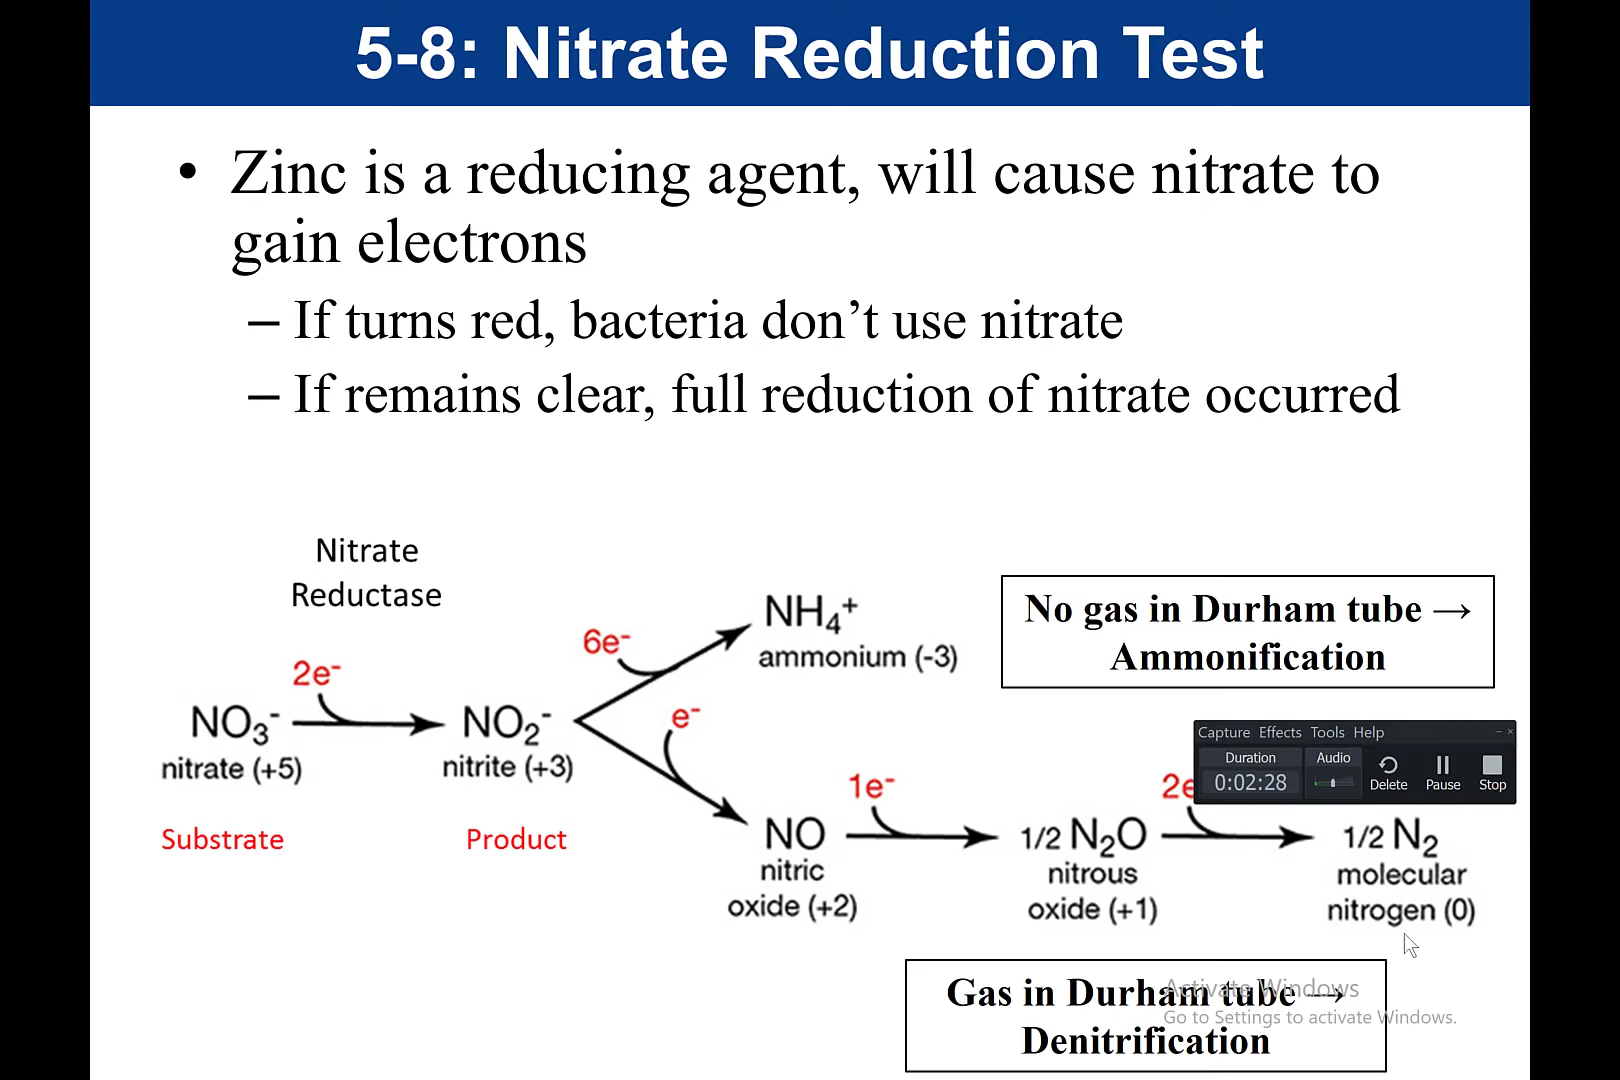 5-8: Nitrate Reduction Test
• Zinc is a reducing agent, will cause nitrate to
gain electrons
– If turns red, bacteria don’t use nitrate
– If remains clear, full reduction of nitrate occurred
Nitrate
Reductase
2e⁻
NO₃⁻
nitrate (+5)
Substrate
NO₂⁻
nitrite (+3)
Product
6e⁻
NH₄⁺
ammonium (-3)
No gas in Durham tube →
Ammonification
e⁻
NO
nitric
oxide (+2)
1e⁻
1/2 N₂O
nitrous
oxide (+1)
2e
1/2 N₂
molecular
nitrogen (0)
Capture Effects Tools Help
Duration
0:02:28
Audio
Delete
Pause
Stop
Gas in Durham tube →
Denitrification
Activate Windows
Go to Settings to activate Windows.